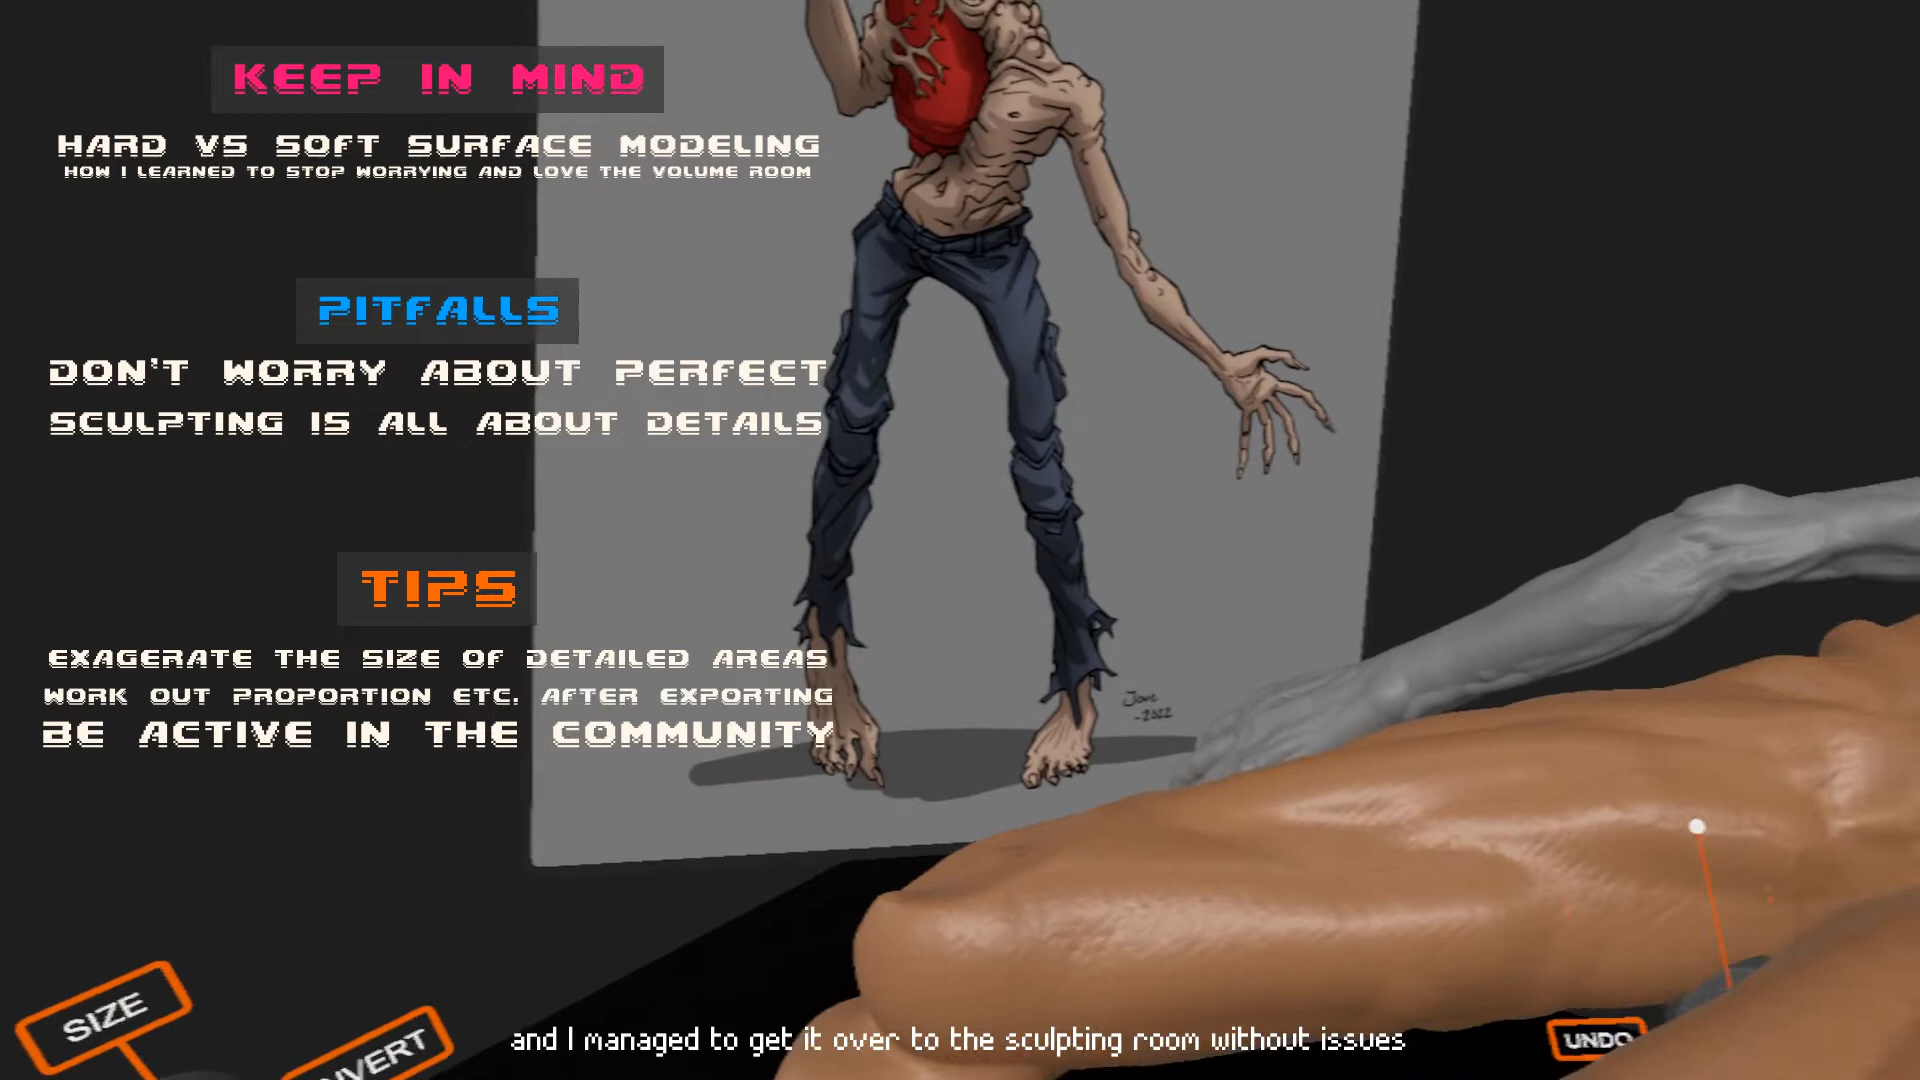 KEEP IN MIND
HARD VS SOFT SURFACE MODELING
HOW I LEARNED TO STOP WORRYING AND LOVE THE VOLUME ROOM
PITFALLS
DON'T WORRY ABOUT PERFECT
SCULPTING IS ALL ABOUT DETAILS
TIPS
EXAGERATE THE SIZE OF DETAILED AREAS
WORK OUT PROPORTION ETC. AFTER EXPORTING
BE ACTIVE IN THE COMMUNITY
-2022
SIZE
NVERT
and I managed to get it over to the sculpting room without issues
UNDO